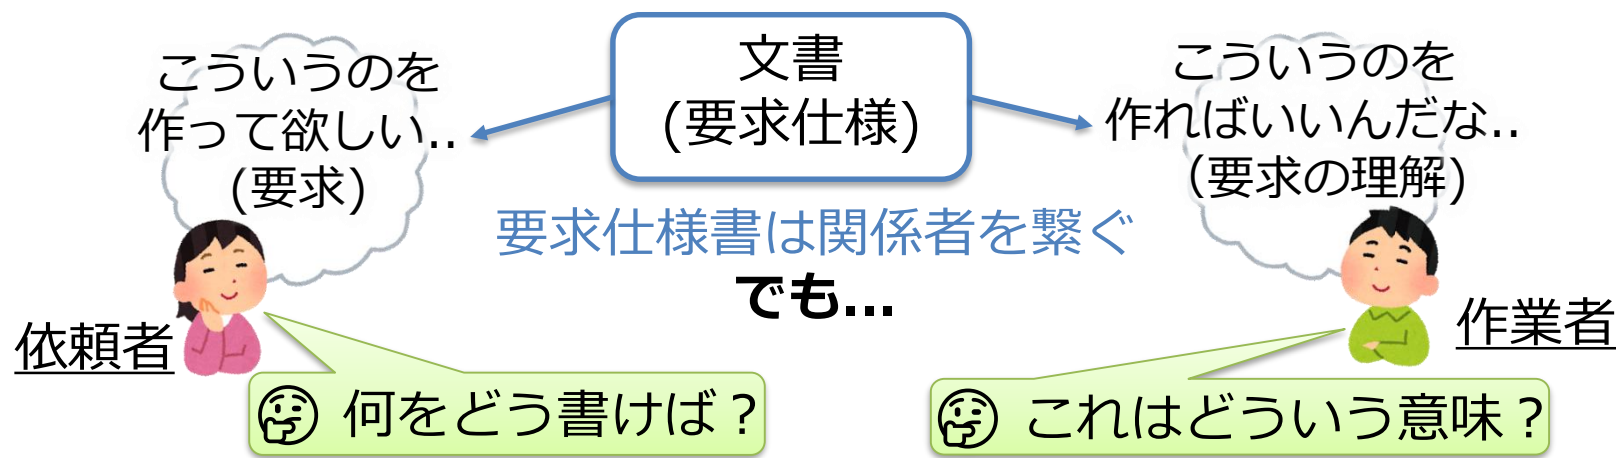 文書
(要求仕様)
こういうのを
作って欲しい..
(要求)
こういうのを
作ればいいんだな..
(要求の理解)
要求仕様書は関係者を繋ぐ
でも...
依頼者
作業者
🤔 何をどう書けば？
🤔 これはどういう意味？